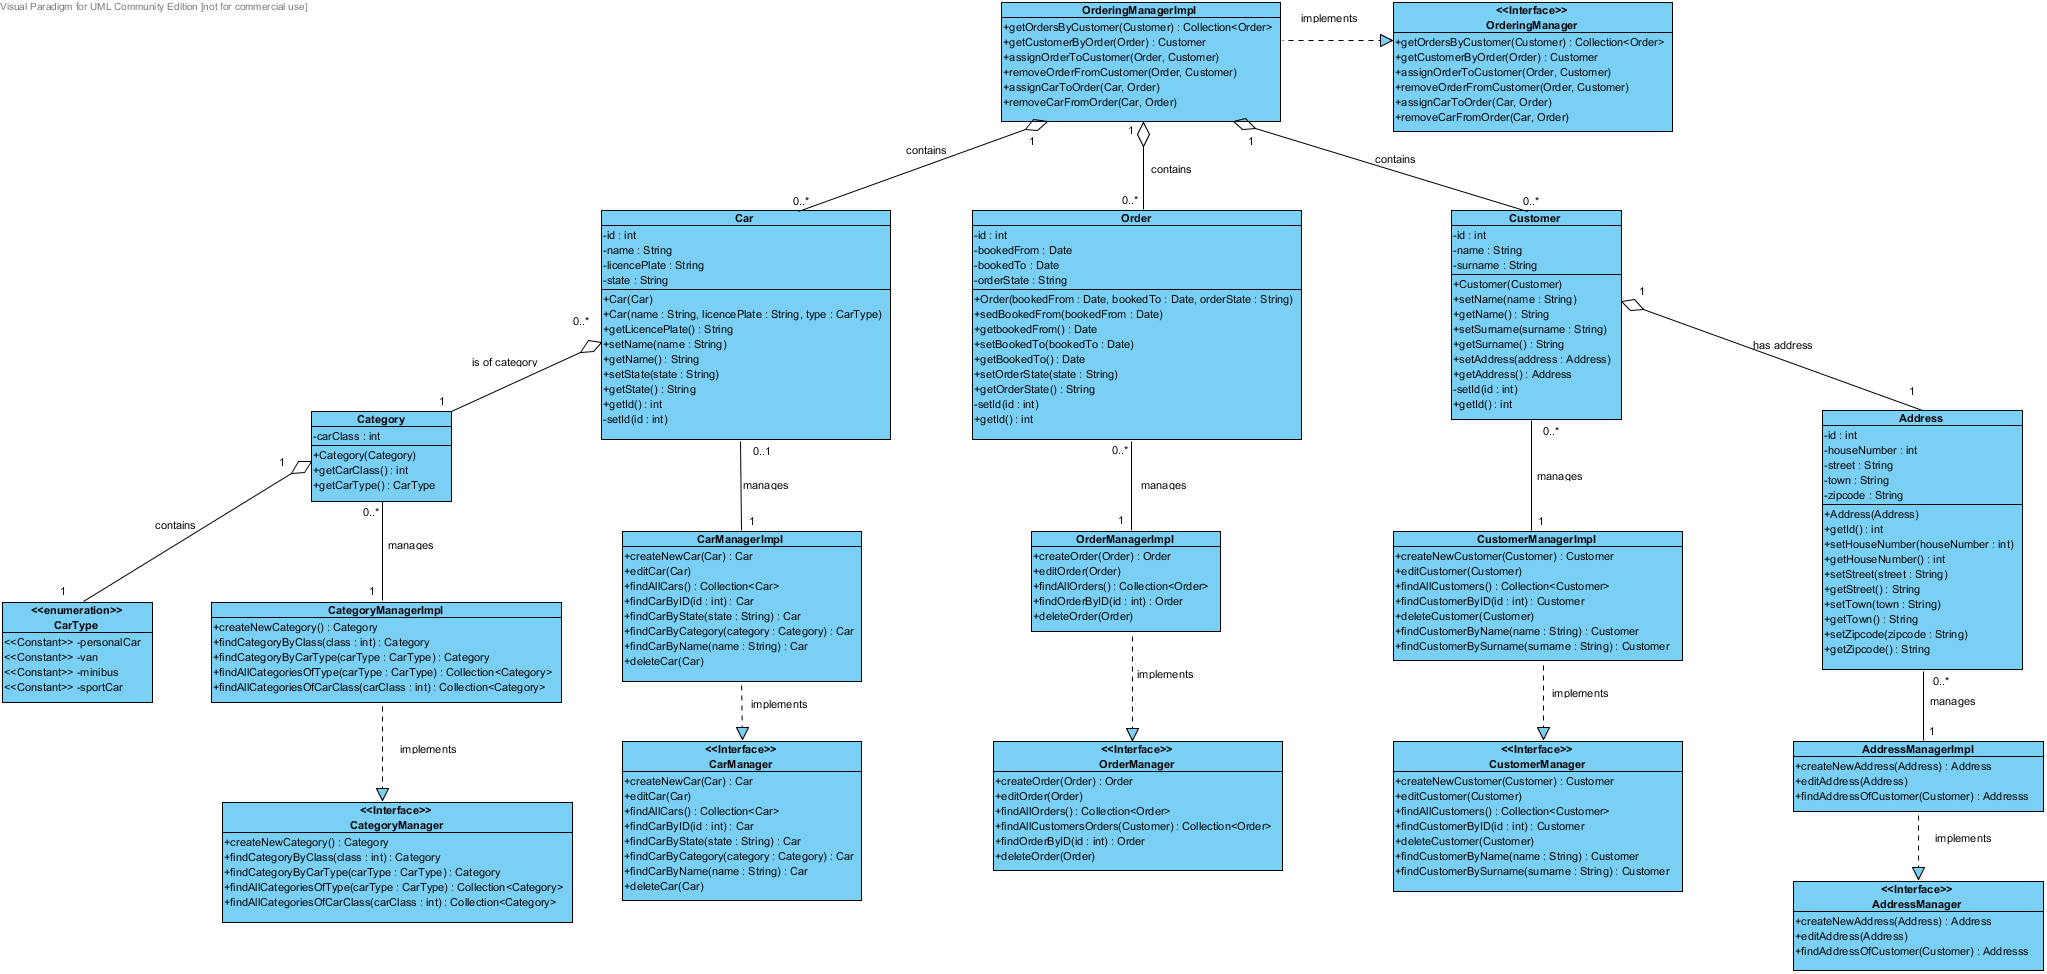 Visual Paradigm for UML Community Edition [not for commercial use]
OrderingManagerImpl
+getOrdersByCustomer(Customer) : Collection<Order>
+getCustomerByOrder(Order) : Customer
+assignOrderToCustomer(Order, Customer)
+removeOrderFromCustomer(Order, Customer)
+assignCarToOrder(Car, Order)
+removeCarFromOrder(Car, Order)
implements
<<Interface>>
OrderingManager
+getOrdersByCustomer(Customer) : Collection<Order>
+getCustomerByOrder(Order) : Customer
+assignOrderToCustomer(Order, Customer)
+removeOrderFromCustomer(Order, Customer)
+assignCarToOrder(Car, Order)
+removeCarFromOrder(Car, Order)
1
contains
0..*
1
contains
0..*
1
contains
0..*
Car
-id : int
-name : String
-licencePlate : String
-state : String
+Car(Car)
+Car(name : String, licencePlate : String, type : CarType)
+getLicencePlate() : String
+setName(name : String)
+getName() : String
+setState(state : String)
+getState() : String
+getId() : int
-setId(id : int)
Order
-id : int
-bookedFrom : Date
-bookedTo : Date
-orderState : String
+Order(bookedFrom : Date, bookedTo : Date, orderState : String)
+sedBookedFrom(bookedFrom : Date)
+getbookedFrom() : Date
+setBookedTo(bookedTo : Date)
+getBookedTo() : Date
+setOrderState(state : String)
+getOrderState() : String
-setId(id : int)
+getId() : int
Customer
-id : int
-name : String
-surname : String
+Customer(Customer)
+setName(name : String)
+getName() : String
+setSurname(surname : String)
+getSurname() : String
+setAddress(address : Address)
+getAddress() : Address
-setId(id : int)
+getId() : int
0..*
is of category
1
1
has address
1
Category
-carClass : int
+Category(Category)
+getCarClass() : int
+getCarType() : CarType
Address
-id : int
-houseNumber : int
-street : String
-town : String
-zipcode : String
+Address(Address)
+getId() : int
+setHouseNumber(houseNumber : int)
+getHouseNumber() : int
+setStreet(street : String)
+getStreet() : String
+setTown(town : String)
+getTown() : String
+setZipcode(zipcode : String)
+getZipcode() : String
1
contains
1
0..*
manages
1
0..1
manages
1
0..*
manages
1
0..*
manages
1
0..*
manages
1
<<enumeration>>
CarType
<<Constant>> -personalCar
<<Constant>> -van
<<Constant>> -minibus
<<Constant>> -sportCar
CategoryManagerImpl
+createNewCategory() : Category
+findCategoryByClass(class : int) : Category
+findCategoryByCarType(carType : CarType) : Category
+findAllCategoriesOfType(carType : CarType) : Collection<Category>
+findAllCategoriesOfCarClass(carClass : int) : Collection<Category>
implements
<<Interface>>
CategoryManager
+createNewCategory() : Category
+findCategoryByClass(class : int) : Category
+findCategoryByCarType(carType : CarType) : Category
+findAllCategoriesOfType(carType : CarType) : Collection<Category>
+findAllCategoriesOfCarClass(carClass : int) : Collection<Category>
CarManagerImpl
+createNewCar(Car) : Car
+editCar(Car)
+findAllCars() : Collection<Car>
+findCarByID(id : int) : Car
+findCarByState(state : String) : Car
+findCarByCategory(category : Category) : Car
+findCarByName(name : String) : Car
+deleteCar(Car)
implements
<<Interface>>
CarManager
+createNewCar(Car) : Car
+editCar(Car)
+findAllCars() : Collection<Car>
+findCarByID(id : int) : Car
+findCarByState(state : String) : Car
+findCarByCategory(category : Category) : Car
+findCarByName(name : String) : Car
+deleteCar(Car)
OrderManagerImpl
+createOrder(Order) : Order
+editOrder(Order)
+findAllOrders() : Collection<Order>
+findOrderByID(id : int) : Order
+deleteOrder(Order)
implements
<<Interface>>
OrderManager
+createOrder(Order) : Order
+editOrder(Order)
+findAllOrders() : Collection<Order>
+findAllCustomersOrders(Customer) : Collection<Order>
+findOrderByID(id : int) : Order
+deleteOrder(Order)
CustomerManagerImpl
+createNewCustomer(Customer) : Customer
+editCustomer(Customer)
+findAllCustomers() : Collection<Customer>
+findCustomerByID(id : int) : Customer
+deleteCustomer(Customer)
+findCustomerByName(name : String) : Customer
+findCustomerBySurname(surname : String) : Customer
implements
<<Interface>>
CustomerManager
+createNewCustomer(Customer) : Customer
+editCustomer(Customer)
+findAllCustomers() : Collection<Customer>
+findCustomerByID(id : int) : Customer
+deleteCustomer(Customer)
+findCustomerByName(name : String) : Customer
+findCustomerBySurname(surname : String) : Customer
AddressManagerImpl
+createNewAddress(Address) : Address
+editAddress(Address)
+findAddressOfCustomer(Customer) : Addresss
implements
<<Interface>>
AddressManager
+createNewAddress(Address) : Address
+editAddress(Address)
+findAddressOfCustomer(Customer) : Addresss